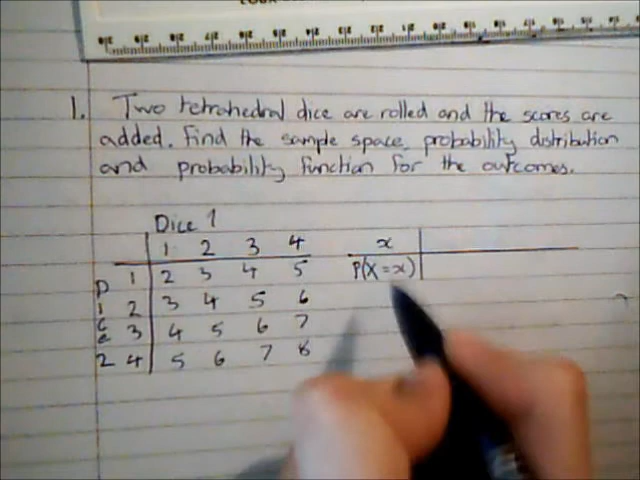 1. Two tetrahedral dice are rolled and the scores are
added. Find the sample space, probability distribution
and probability function for the outcomes.
Dice 1
1 2 3 4
Dice 2
1 2 3 4 5
2 3 4 5 6
3 4 5 6 7
4 5 6 7 8
x
P(X=x)